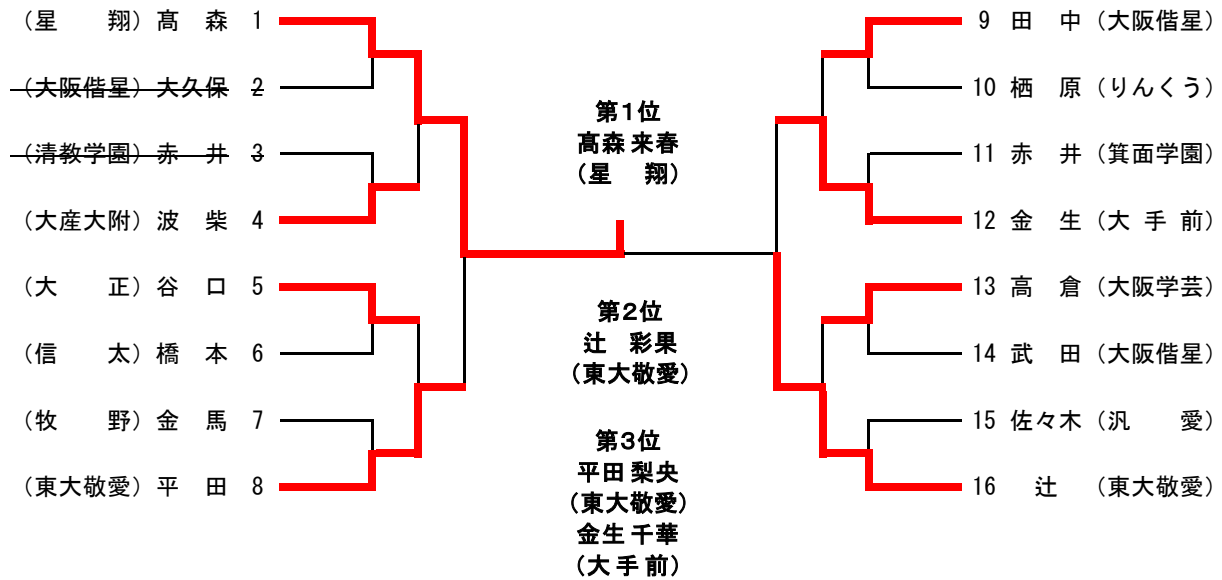 （星　　翔）髙　森　1
（大阪偕星）大久保　2
（清教学園）赤　井　3
（大産大附）波　柴　4
（大　　正）谷　口　5
（信　　太）橋　本　6
（牧　　野）金　馬　7
（東大敬愛）平　田　8
第1位
髙森 来春
（星　翔）
第2位
辻　彩果
（東大敬愛）
第3位
平田 梨央
（東大敬愛）
金生 千華
（大 手 前）
9　田　中（大阪偕星）
10　栖　原（りんくう）
11　赤　井（箕面学園）
12　金　生（大 手 前）
13　高　倉（大阪学芸）
14　武　田（大阪偕星）
15　佐々木（汎　　愛）
16　辻　（東大敬愛）